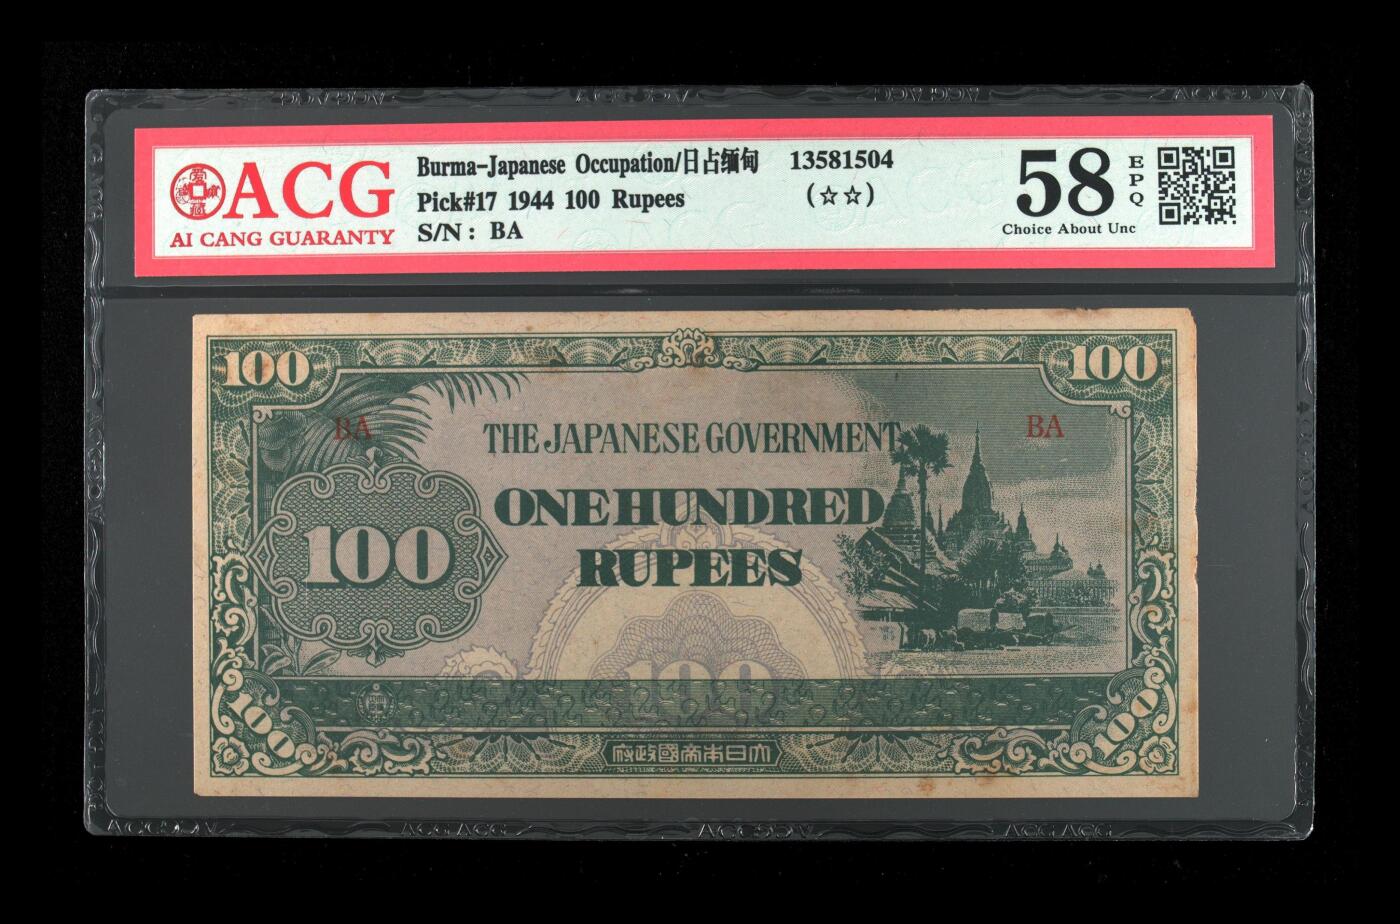 ACG
AI CANG GUARANTY
Burma-Japanese Occupation/日占缅甸 13581504
Pick#17 1944 100 Rupees (☆☆)
S/N: BA
58 EPQ
Choice About Unc
100 100
BA BA
THE JAPANESE GOVERNMENT
ONE HUNDRED
100
RUPEES
100
100 100
府政國帝本日大